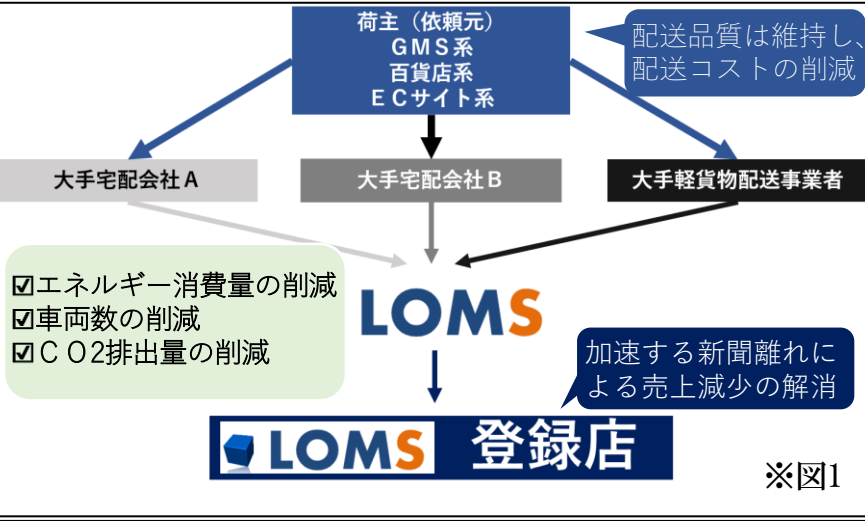 荷主（依頼元）
GMS系
百貨店系
ECサイト系
配送品質は維持し、
配送コストの削減
大手宅配会社A
大手宅配会社B
大手軽貨物配送事業者
☑エネルギー消費量の削減
☑車両数の削減
☑CO2排出量の削減
LOMS
加速する新聞離れに
よる売上減少の解消
LOMS 登録店
※図1